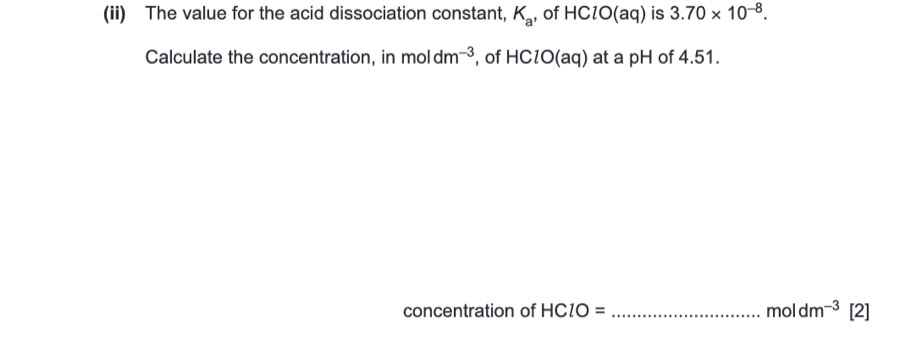 (ii) The value for the acid dissociation constant, Kₐ, of HClO(aq) is 3.70 × 10⁻⁸.
Calculate the concentration, in mol dm⁻³, of HClO(aq) at a pH of 4.51.
concentration of HClO = ............................. mol dm⁻³ [2]